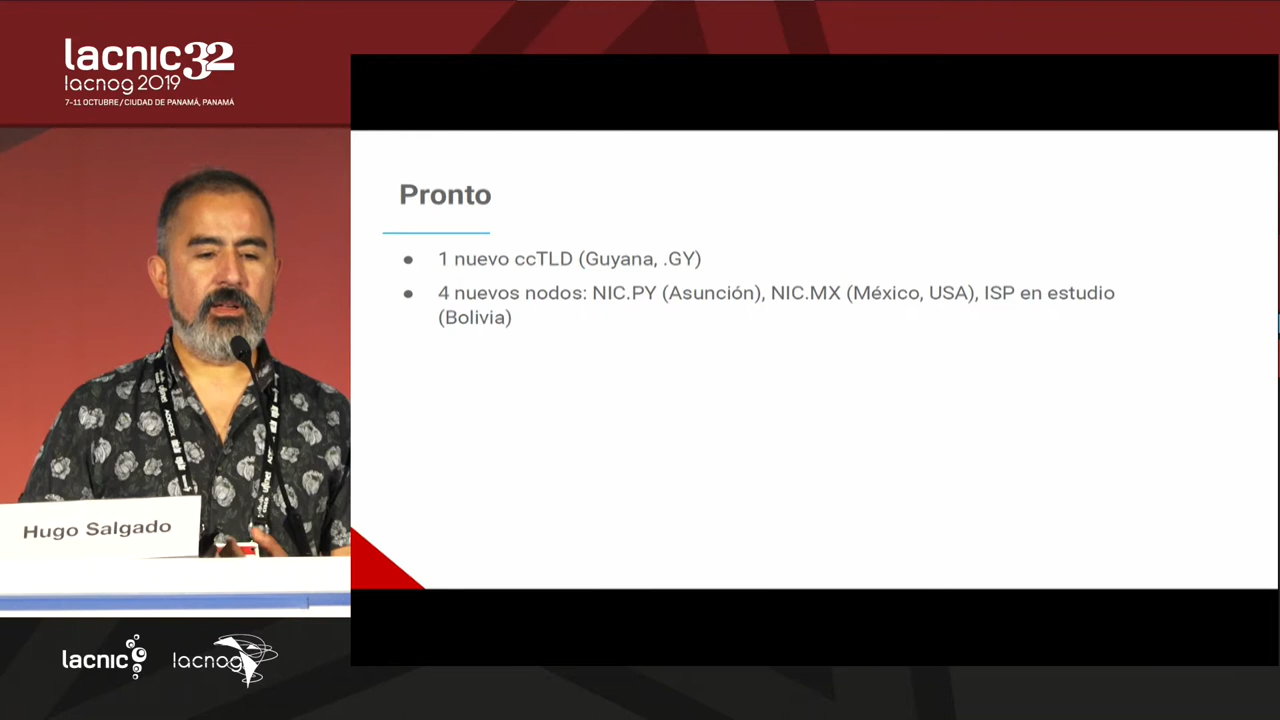 lacnic32
lacnog 2019
7-11 OCTUBRE / CIUDAD DE PANAMÁ, PANAMÁ
Pronto
● 1 nuevo ccTLD (Guyana, .GY)
● 4 nuevos nodos: NIC.PY (Asunción), NIC.MX (México, USA), ISP en estudio
(Bolivia)
Hugo Salgado
lacnic
lacnog